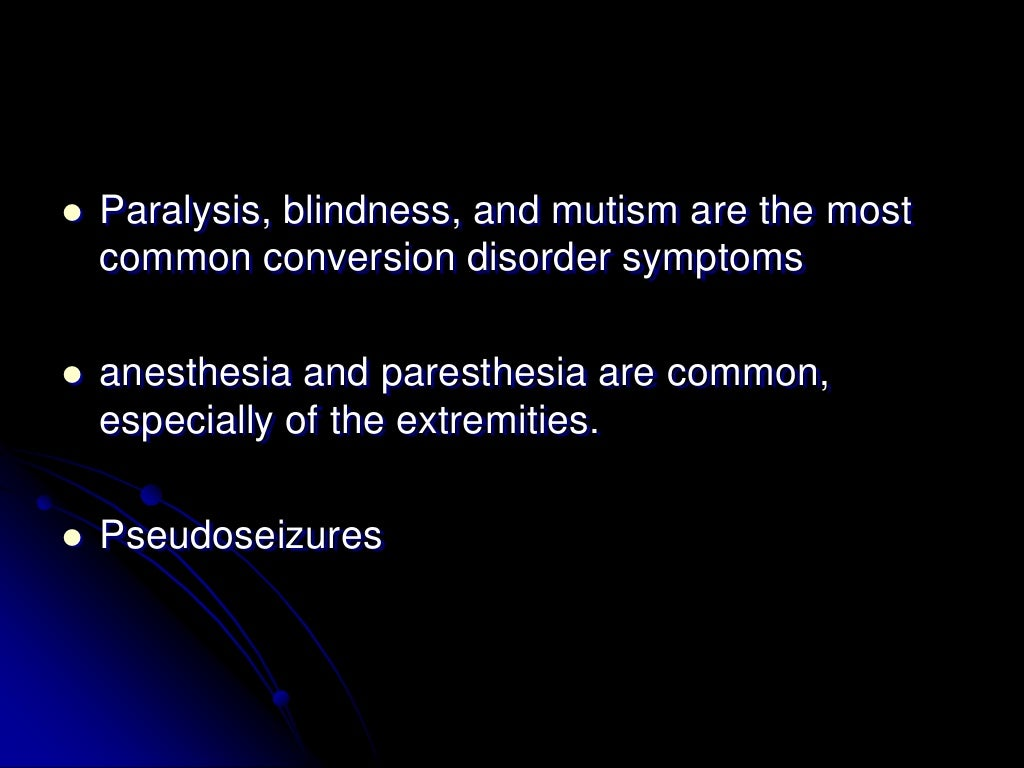 • Paralysis, blindness, and mutism are the most
common conversion disorder symptoms
• anesthesia and paresthesia are common,
especially of the extremities.
• Pseudoseizures